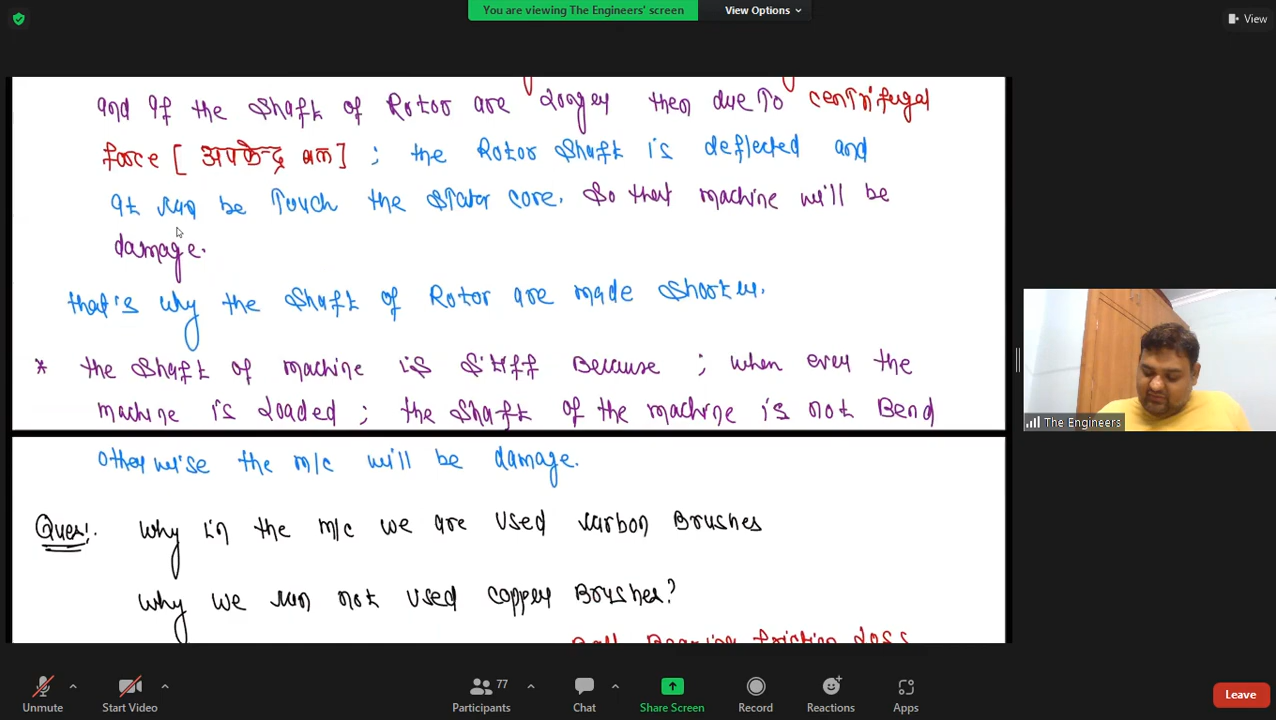 You are viewing The Engineers' screen
View Options
View
and if the shaft of Rotor are longer then due To centrifugal
force [ अपकेन्द्र बल ] ; the Rotor shaft is deflected and
It can be Touch the stator core. So that machine will be
damage.
that's why the shaft of Rotor are made shorter.
* the shaft of machine is stiff Because ; when ever the
machine is Loaded ; the shaft of the machine is not Bend
otherwise the m/c will be damage.
Ques! why in the m/c we are used carbon Brushes
why we can not used copper Brushes?
Ball Bearing friction Loss
The Engineers
Unmute
Start Video
77
Participants
Chat
Share Screen
Record
Reactions
Apps
Leave